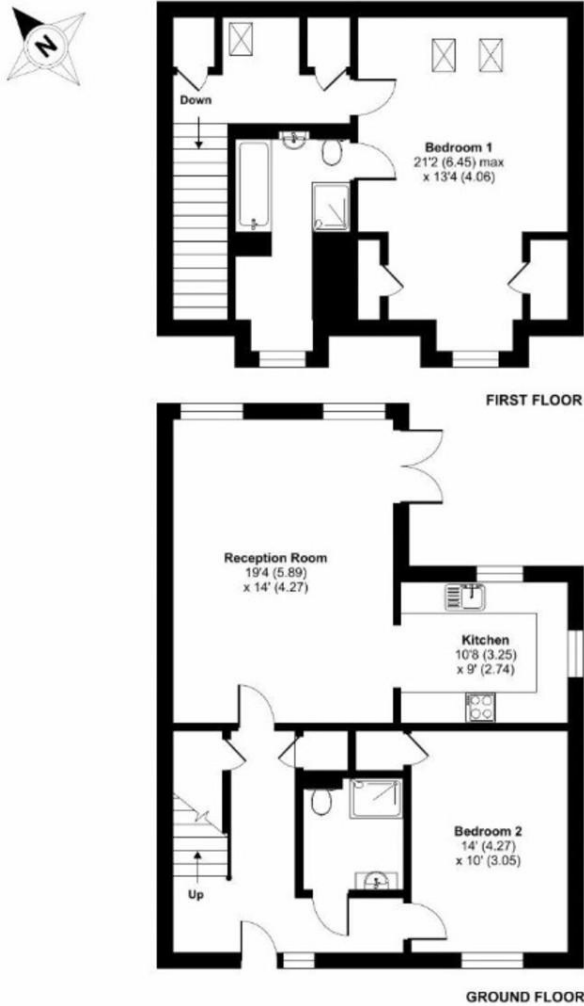 N
Down
Bedroom 1
21'2 (6.45) max
x 13'4 (4.06)
FIRST FLOOR
Reception Room
19'4 (5.89)
x 14' (4.27)
Kitchen
10'8 (3.25)
x 9' (2.74)
Bedroom 2
14' (4.27)
x 10' (3.05)
Up
GROUND FLOOR